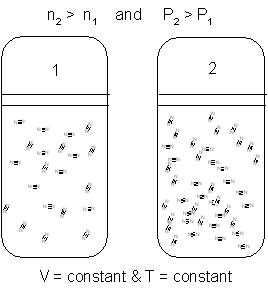 n₂ > n₁ and P₂ > P₁
1 2
V = constant & T = constant